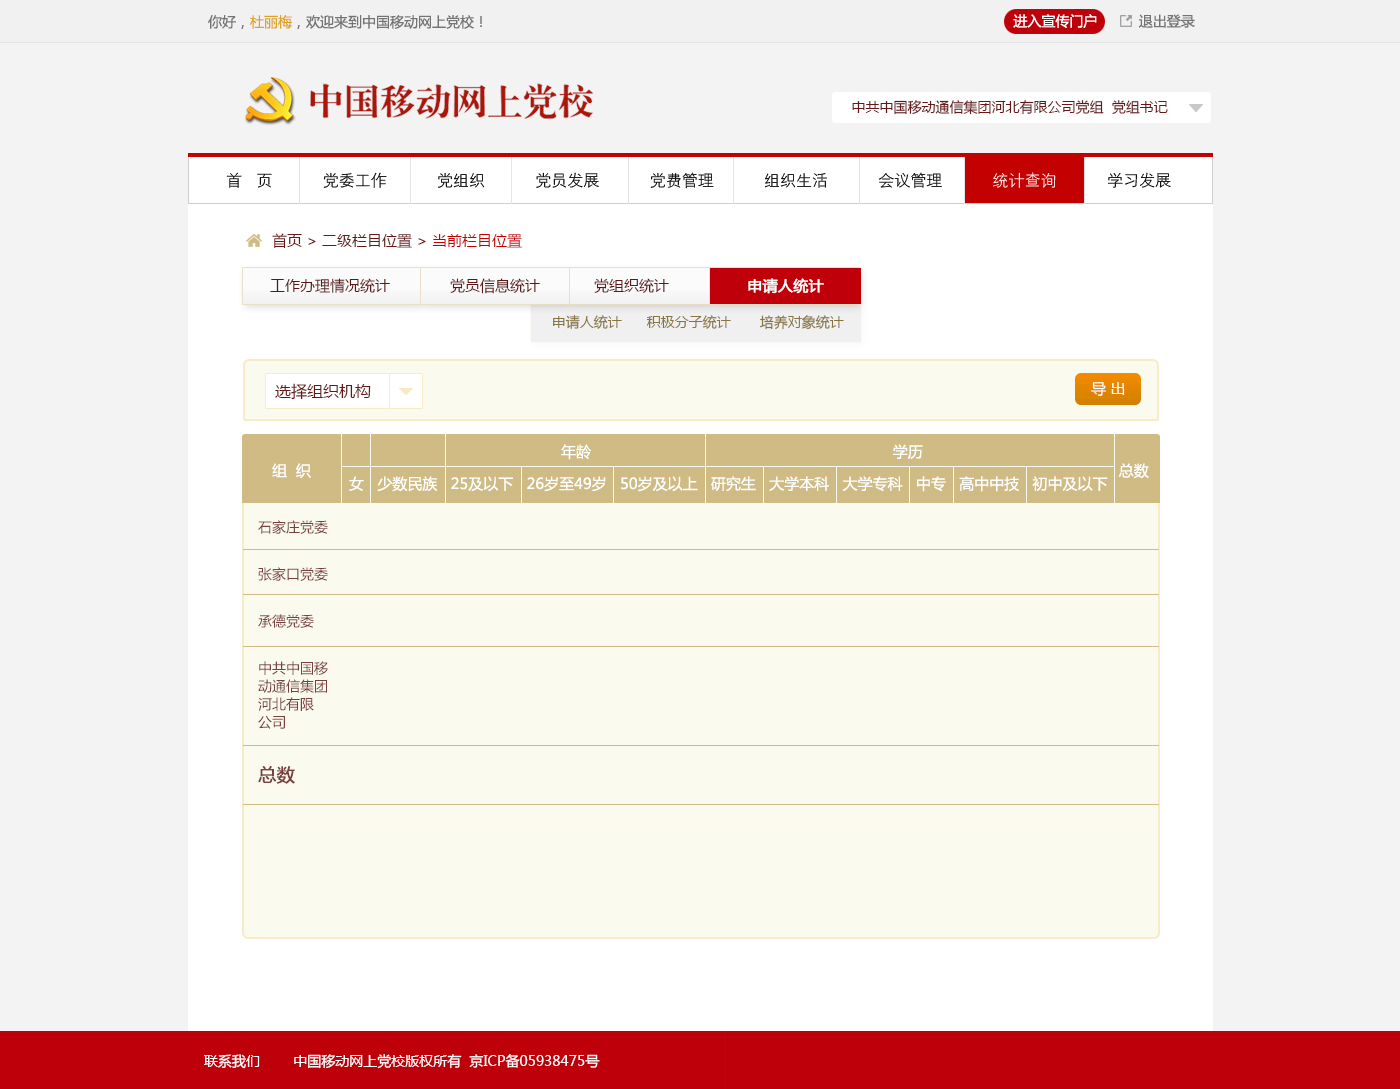 你好，杜丽梅，欢迎来到中国移动网上党校！
进入宣传门户 退出登录
中国移动网上党校
中共中国移动通信集团河北有限公司党组 党组书记
首 页 党委工作 党组织 党员发展 党费管理 组织生活 会议管理 统计查询 学习发展
首页 > 二级栏目位置 > 当前栏目位置
工作办理情况统计 党员信息统计 党组织统计 申请人统计
申请人统计 积极分子统计 培养对象统计
选择组织机构 导 出
年龄 学历
组 织 总数
女 少数民族 25及以下 26岁至49岁 50岁及以上 研究生 大学本科 大学专科 中专 高中中技 初中及以下
石家庄党委
张家口党委
承德党委
中共中国移
动通信集团
河北有限
公司
总数
联系我们 中国移动网上党校版权所有 京ICP备05938475号